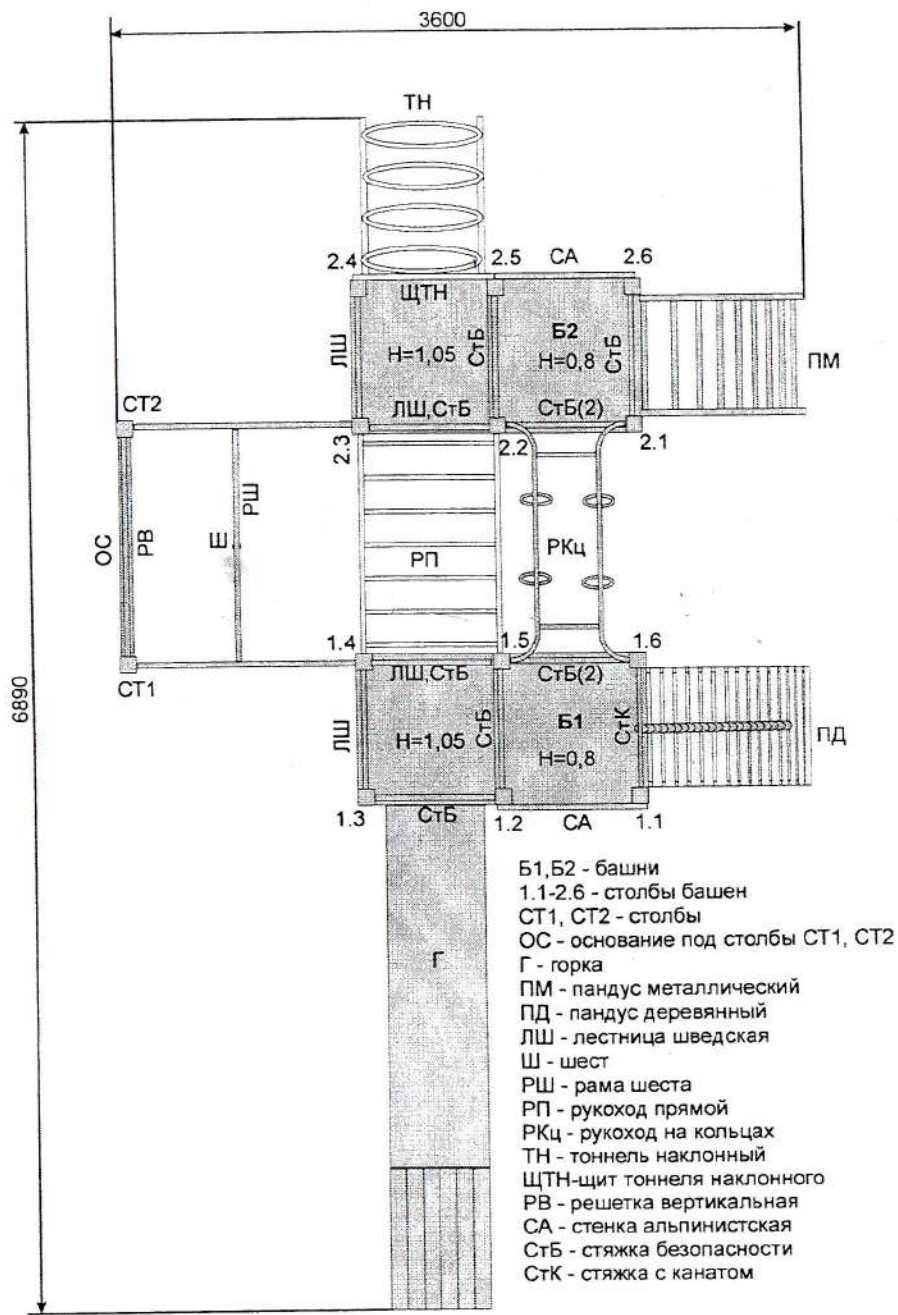 3600
6890
ТН
2.4
2.5
СА
2.6
ЩТН
ЛШ
Н=1,05
СтБ
Б2
Н=0,8
СтБ
ПМ
ЛШ,СтБ
СтБ(2)
СТ2
2.3
2.2
2.1
ОС
РВ
Ш
РШ
РП
РКц
1.4
1.5
1.6
СТ1
ЛШ,СтБ
СтБ(2)
ЛШ
Н=1,05
СтБ
Б1
Н=0,8
СтК
ПД
1.3
СтБ
1.2
СА
1.1
Г
Б1,Б2 - башни
1.1-2.6 - столбы башен
СТ1, СТ2 - столбы
ОС - основание под столбы СТ1, СТ2
Г - горка
ПМ - пандус металлический
ПД - пандус деревянный
ЛШ - лестница шведская
Ш - шест
РШ - рама шеста
РП - рукоход прямой
РКц - рукоход на кольцах
ТН - тоннель наклонный
ЩТН-щит тоннеля наклонного
РВ - решетка вертикальная
СА - стенка альпинистская
СтБ - стяжка безопасности
СтК - стяжка с канатом